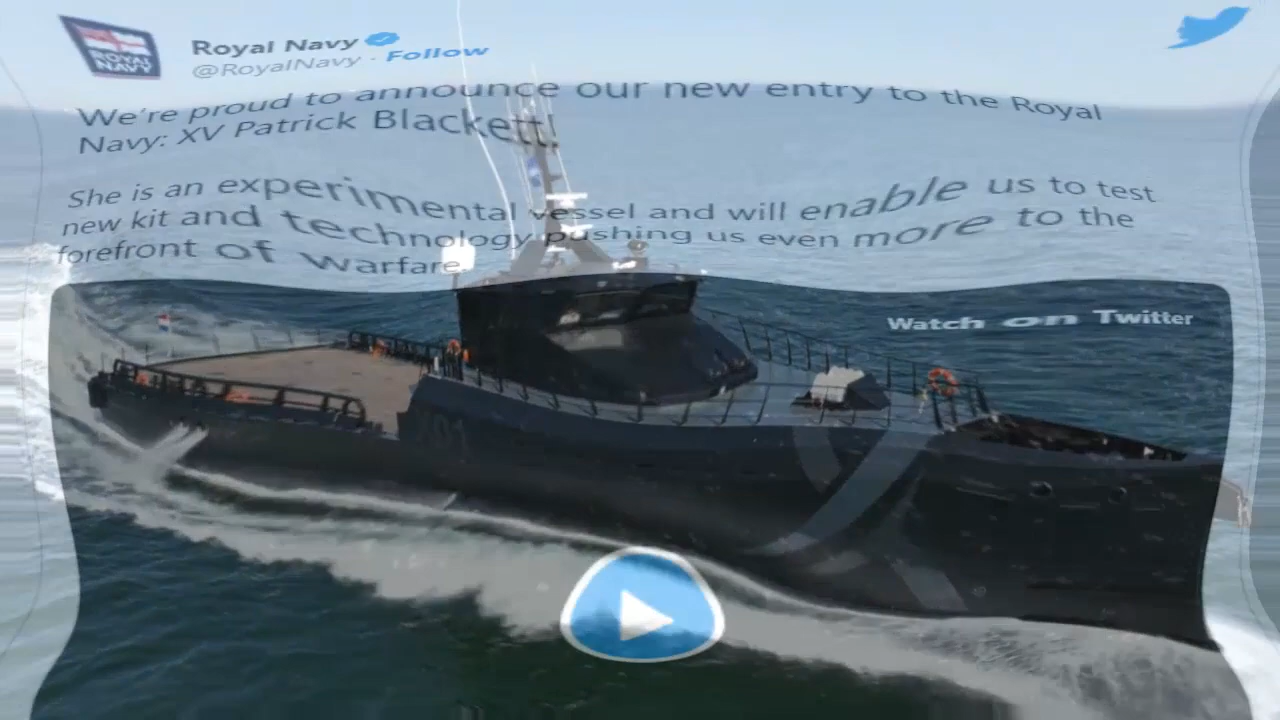 ROYAL
NAVY
Royal Navy
@RoyalNavy · Follow
We're proud to announce our new entry to the Royal
Navy: XV Patrick Blackett
She is an experimental vessel and will enable us to test
new kit and technology pushing us even more to the
forefront of warfare.
Watch on Twitter